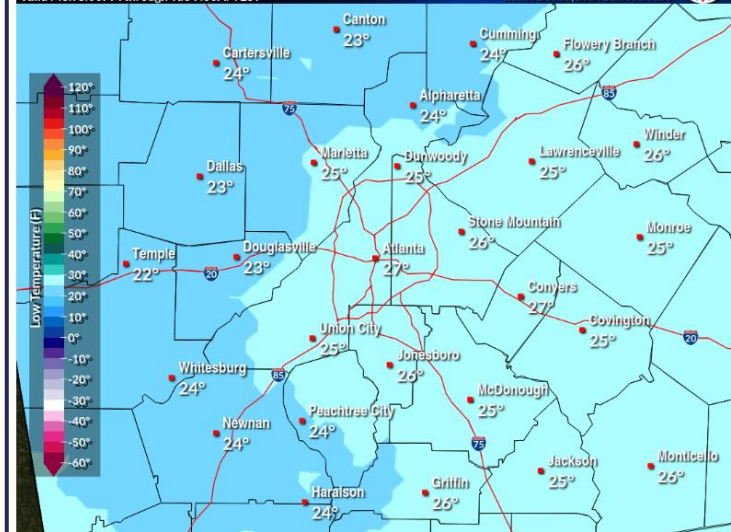 Canton
23°
Cumming
24°
Flowery Branch
26°
Cartersville
24°
Alpharetta
24°
75
85
Winder
26°
Marietta
25°
Dunwoody
25°
Lawrenceville
25°
Dallas
23°
Stone Mountain
26°
Monroe
25°
Temple
22°
Douglasville
23°
Atlanta
27°
20
Conyers
27°
Covington
25°
20
Union City
25°
Jonesboro
26°
Whitesburg
24°
85
McDonough
25°
Peachtree City
24°
Newnan
24°
75
Jackson
25°
Monticello
26°
Haralson
24°
Griffin
26°
Low Temperature (F)
120°
110°
100°
90°
80°
70°
60°
50°
40°
30°
20°
10°
0°
-10°
-20°
-30°
-40°
-50°
-60°